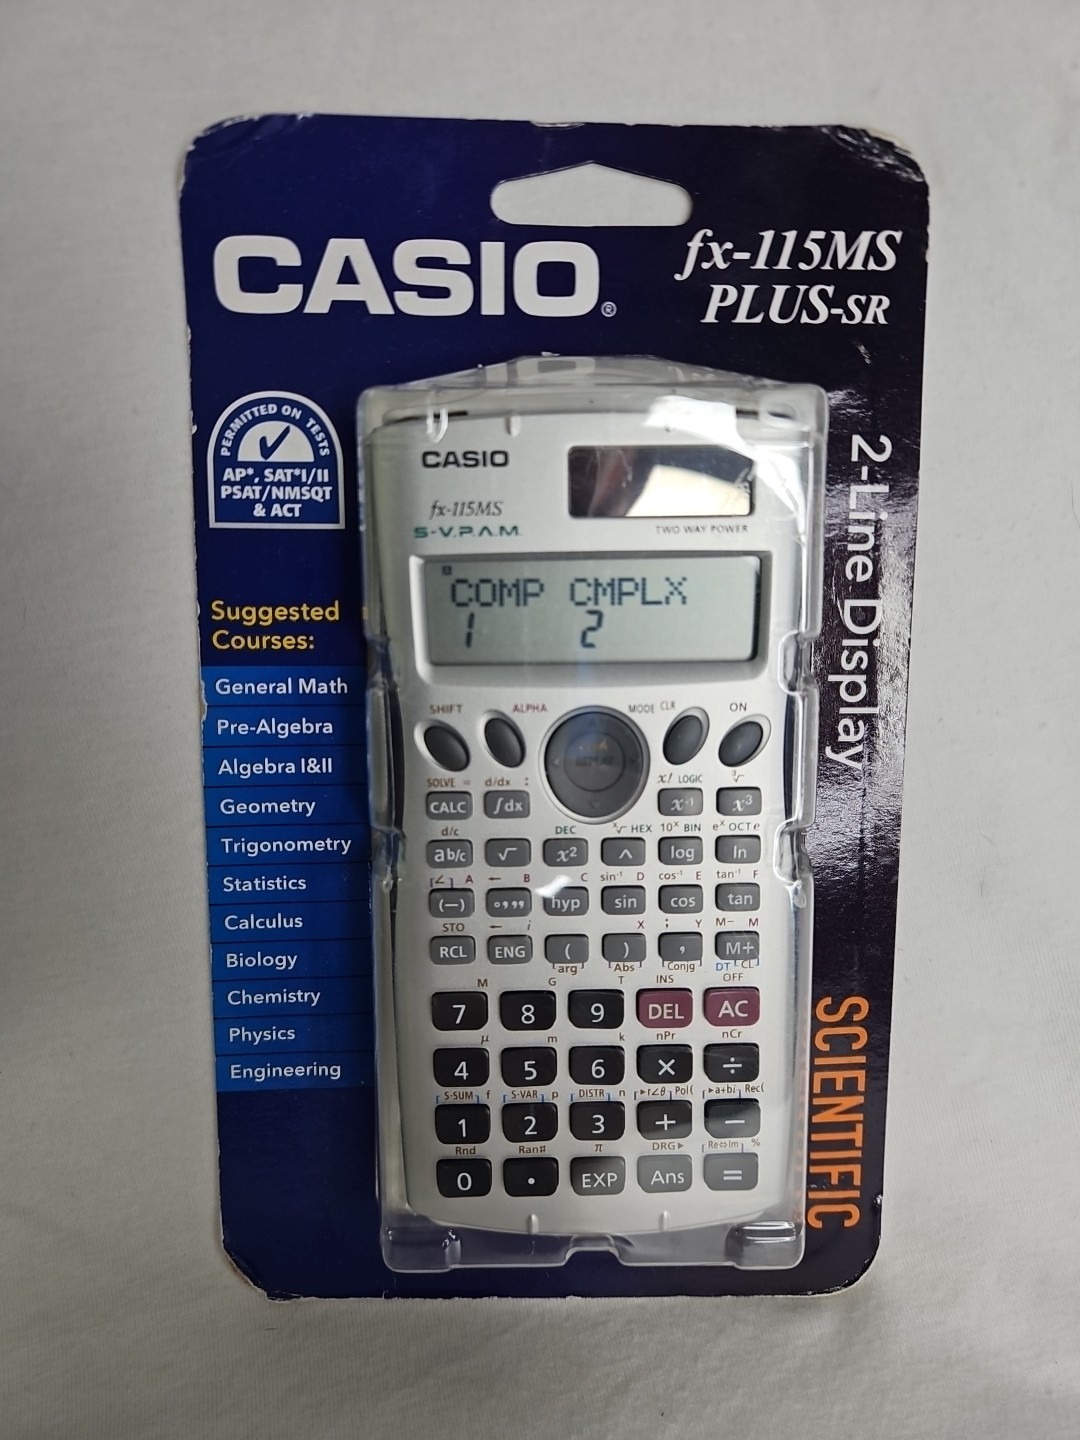 CASIO®
fx-115MS
PLUS-SR
PERMITTED ON TESTS
AP*, SAT*I/II
PSAT/NMSQT
& ACT
Suggested
Courses:
General Math
Pre-Algebra
Algebra I&II
Geometry
Trigonometry
Statistics
Calculus
Biology
Chemistry
Physics
Engineering
2-Line Display
SCIENTIFIC
CASIO
fx-115MS
S-V.P.A.M.
TWO WAY POWER
COMP CMPLX
1 2
SHIFT ALPHA MODE CLR ON
SOLVE = d/dx : x! LOGIC ³√
CALC ∫dx x⁻¹ x³
d/c DEC ˣ√ HEX 10ˣ BIN eˣ OCT e
ab/c √ x² ^ log ln
∠ A ← B C sin⁻¹ D cos⁻¹ E tan⁻¹ F
(−) °,,, hyp sin cos tan
STO ← i X ; Y M− M
RCL ENG ( ) , M+
arg Abs Conjg DT CL
M G T INS OFF
7 8 9 DEL AC
μ m k nPr nCr
4 5 6 × ÷
S-SUM f S-VAR p DISTR n ▸r∠θ Pol( ▸a+bi Rec(
1 2 3 + −
Rnd Ran# π DRG▸ Re⇔Im %
0 . EXP Ans =